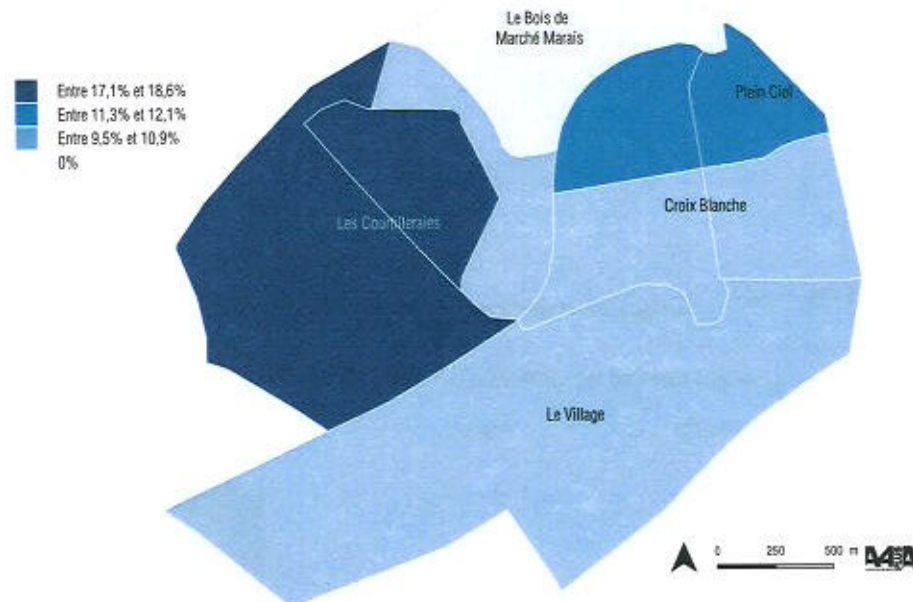 Le Bois de
Marché Marais
Entre 17,1% et 18,6%
Entre 11,3% et 12,1%
Entre 9,5% et 10,9%
0%
Plein Ciel
Croix Blanche
Les Courtilleraies
Le Village
0 250 500 m